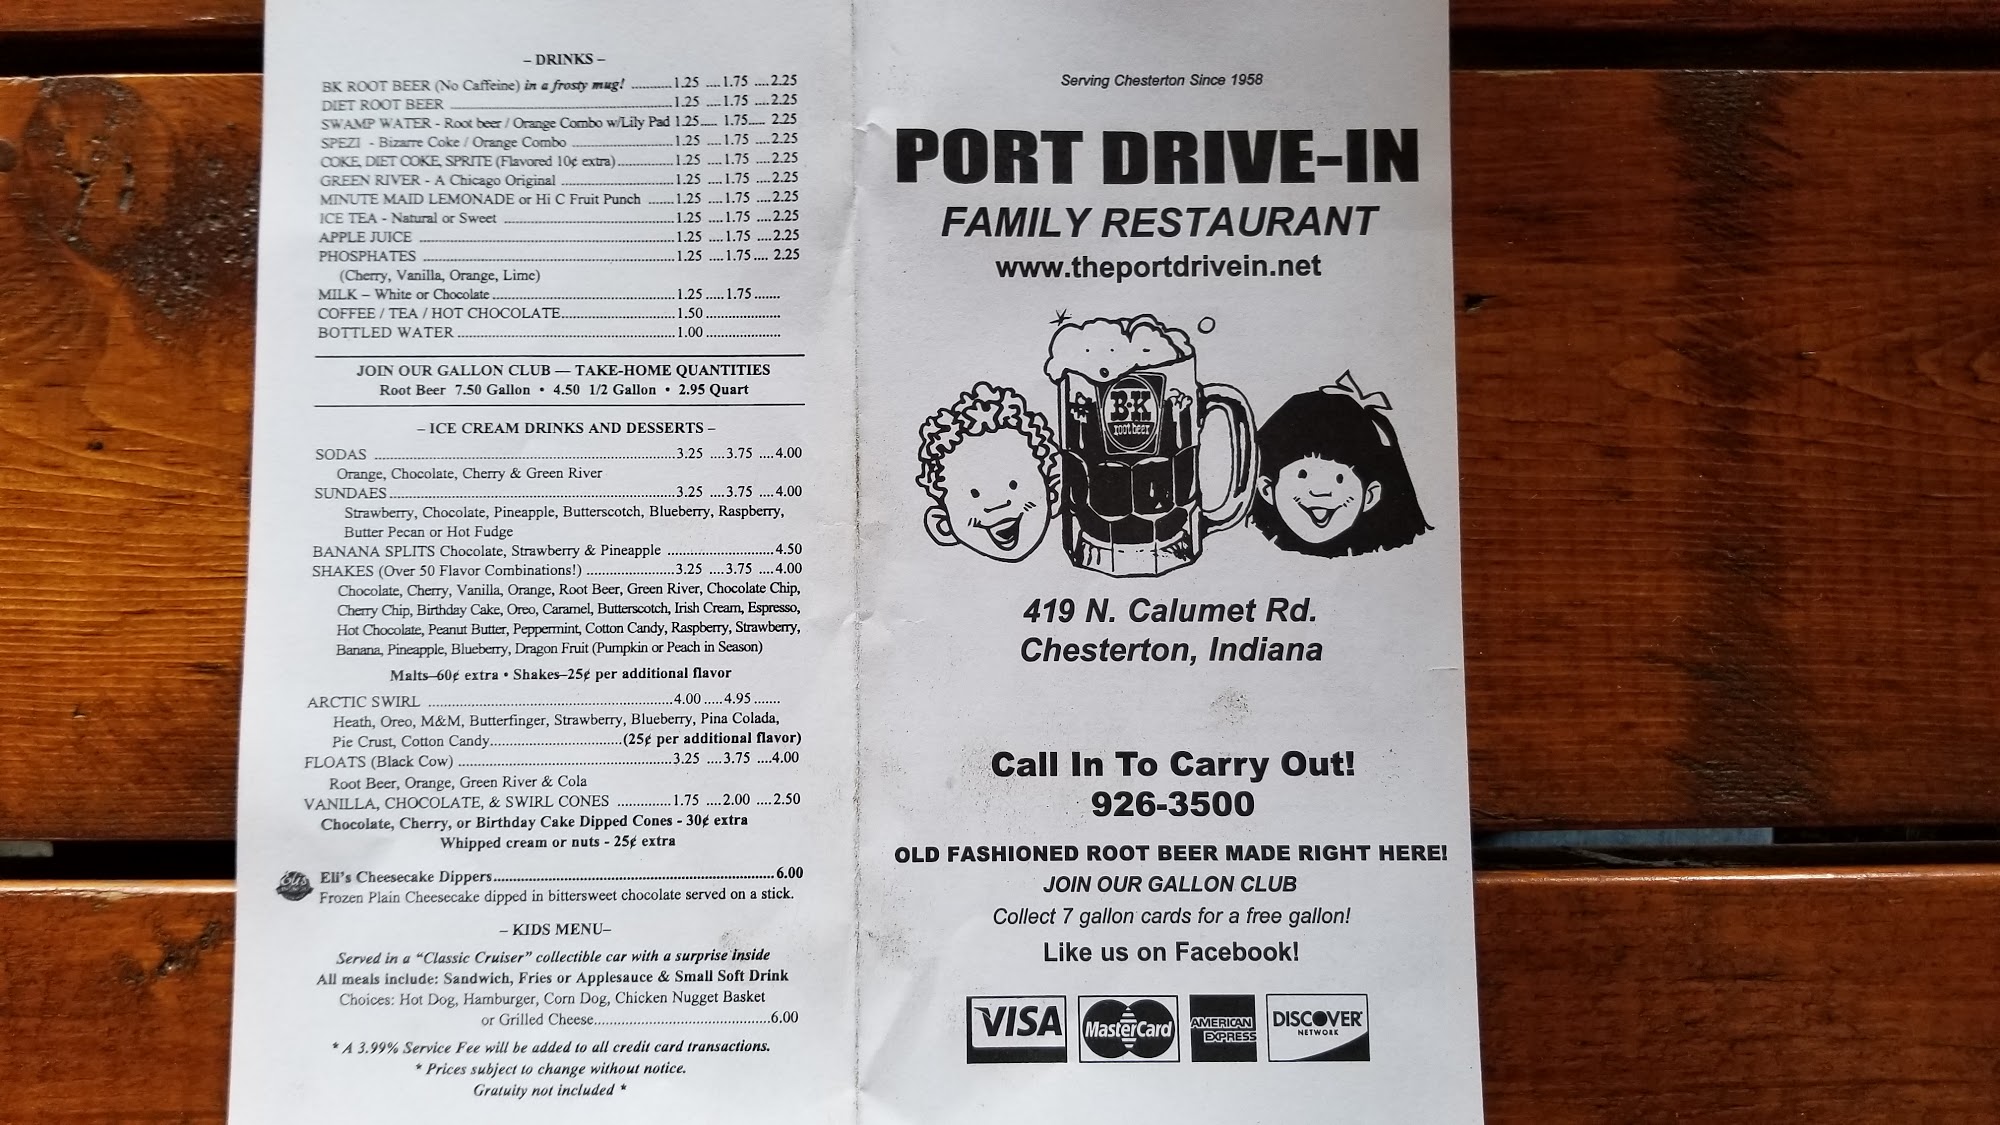 – DRINKS –
BK ROOT BEER (No Caffeine) in a frosty mug! ...........1.25 ....1.75 ....2.25
DIET ROOT BEER ..........................................................1.25 ....1.75 ....2.25
SWAMP WATER - Root beer / Orange Combo w/Lily Pad 1.25..... 1.75..... 2.25
SPEZI - Bizarre Coke / Orange Combo ...........................1.25 ....1.75 ....2.25
COKE, DIET COKE, SPRITE (Flavored 10¢ extra)..............1.25 ....1.75 ....2.25
GREEN RIVER - A Chicago Original .............................1.25 ....1.75 ....2.25
MINUTE MAID LEMONADE or Hi C Fruit Punch .......1.25 ....1.75 ....2.25
ICE TEA - Natural or Sweet ............................................1.25 ....1.75 ....2.25
APPLE JUICE ..................................................................1.25 ....1.75 ....2.25
PHOSPHATES .................................................................1.25 ....1.75 .... 2.25
(Cherry, Vanilla, Orange, Lime)
MILK – White or Chocolate ...............................................1.25 .....1.75 .......
COFFEE / TEA / HOT CHOCOLATE.............................1.50 ...................
BOTTLED WATER .........................................................1.00 ...................
JOIN OUR GALLON CLUB — TAKE-HOME QUANTITIES
Root Beer 7.50 Gallon • 4.50 1/2 Gallon • 2.95 Quart
– ICE CREAM DRINKS AND DESSERTS –
SODAS .............................................................................3.25 ....3.75 ....4.00
Orange, Chocolate, Cherry & Green River
SUNDAES.........................................................................3.25 ....3.75 ....4.00
Strawberry, Chocolate, Pineapple, Butterscotch, Blueberry, Raspberry,
Butter Pecan or Hot Fudge
BANANA SPLITS Chocolate, Strawberry & Pineapple ...........................4.50
SHAKES (Over 50 Flavor Combinations!) .......................3.25 ....3.75 ....4.00
Chocolate, Cherry, Vanilla, Orange, Root Beer, Green River, Chocolate Chip,
Cherry Chip, Birthday Cake, Oreo, Caramel, Butterscotch, Irish Cream, Espresso,
Hot Chocolate, Peanut Butter, Peppermint, Cotton Candy, Raspberry, Strawberry,
Banana, Pineapple, Blueberry, Dragon Fruit (Pumpkin or Peach in Season)
Malts–60¢ extra • Shakes–25¢ per additional flavor
ARCTIC SWIRL ...............................................................4.00 .....4.95 .......
Heath, Oreo, M&M, Butterfinger, Strawberry, Blueberry, Pina Colada,
Pie Crust, Cotton Candy..................................(25¢ per additional flavor)
FLOATS (Black Cow) .......................................................3.25 ....3.75 ....4.00
Root Beer, Orange, Green River & Cola
VANILLA, CHOCOLATE, & SWIRL CONES ..............1.75 ....2.00 ....2.50
Chocolate, Cherry, or Birthday Cake Dipped Cones - 30¢ extra
Whipped cream or nuts - 25¢ extra
Eli's
Eli's Cheesecake Dippers........................................................................6.00
Frozen Plain Cheesecake dipped in bittersweet chocolate served on a stick.
– KIDS MENU–
Served in a "Classic Cruiser" collectible car with a surprise inside
All meals include: Sandwich, Fries or Applesauce & Small Soft Drink
Choices: Hot Dog, Hamburger, Corn Dog, Chicken Nugget Basket
or Grilled Cheese.............................................6.00
* A 3.99% Service Fee will be added to all credit card transactions.
* Prices subject to change without notice.
Gratuity not included *
Serving Chesterton Since 1958
PORT DRIVE-IN
FAMILY RESTAURANT
www.theportdrivein.net
B·K
root beer
419 N. Calumet Rd.
Chesterton, Indiana
Call In To Carry Out!
926-3500
OLD FASHIONED ROOT BEER MADE RIGHT HERE!
JOIN OUR GALLON CLUB
Collect 7 gallon cards for a free gallon!
Like us on Facebook!
VISA MasterCard AMERICAN EXPRESS DISCOVER NETWORK